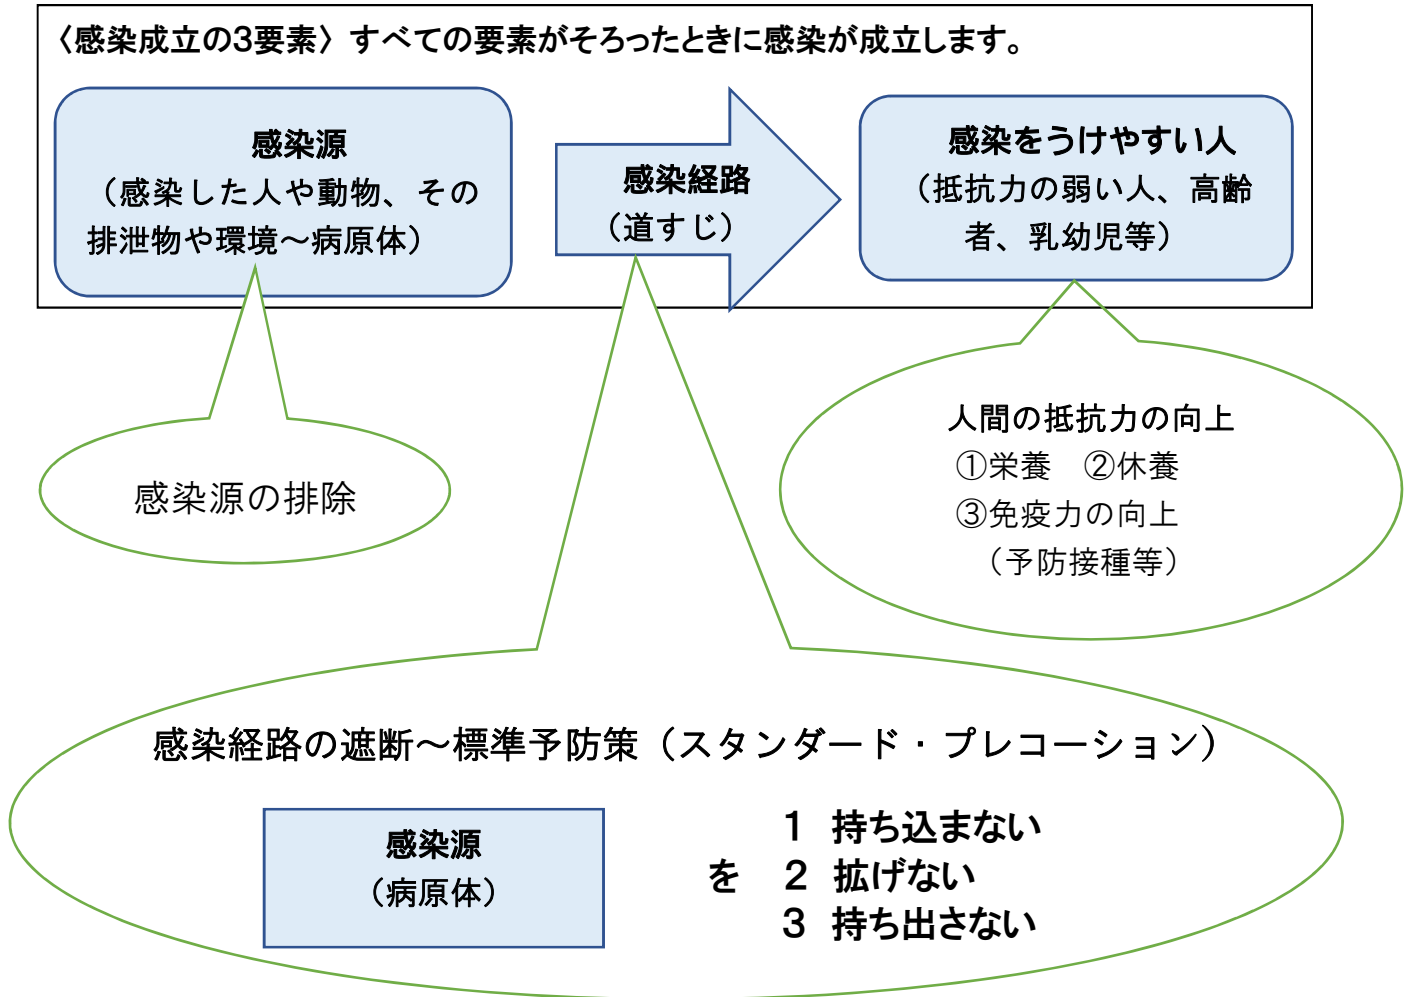 〈感染成立の3要素〉 すべての要素がそろったときに感染が成立します。
感染源
（感染した人や動物、その
排泄物や環境～病原体）
感染経路
（道すじ）
感染をうけやすい人
（抵抗力の弱い人、高齢
者、乳幼児等）
感染源の排除
人間の抵抗力の向上
①栄養　②休養
③免疫力の向上
（予防接種等）
感染経路の遮断～標準予防策（スタンダード・プレコーション）
感染源
（病原体）
を
1　持ち込まない
2　拡げない
3　持ち出さない